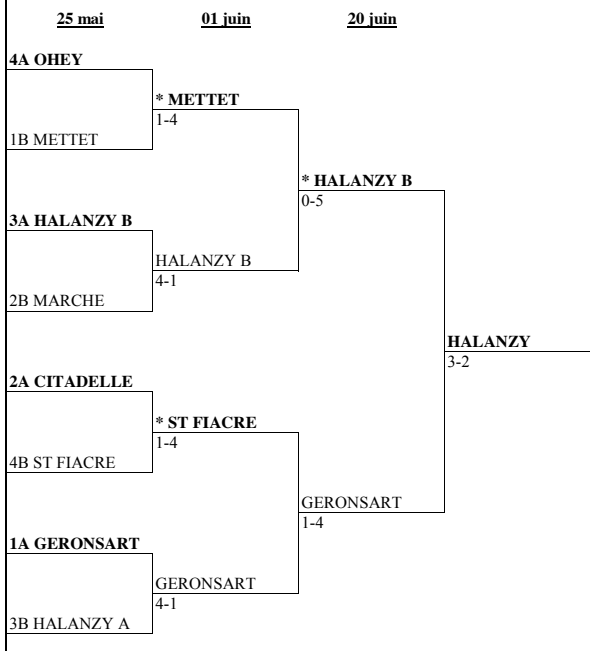 25 mai 01 juin 20 juin
4A OHEY
* METTET
1-4
1B METTET
* HALANZY B
0-5
3A HALANZY B
HALANZY B
4-1
2B MARCHE
HALANZY
3-2
2A CITADELLE
* ST FIACRE
1-4
4B ST FIACRE
GERONSART
1-4
1A GERONSART
GERONSART
4-1
3B HALANZY A